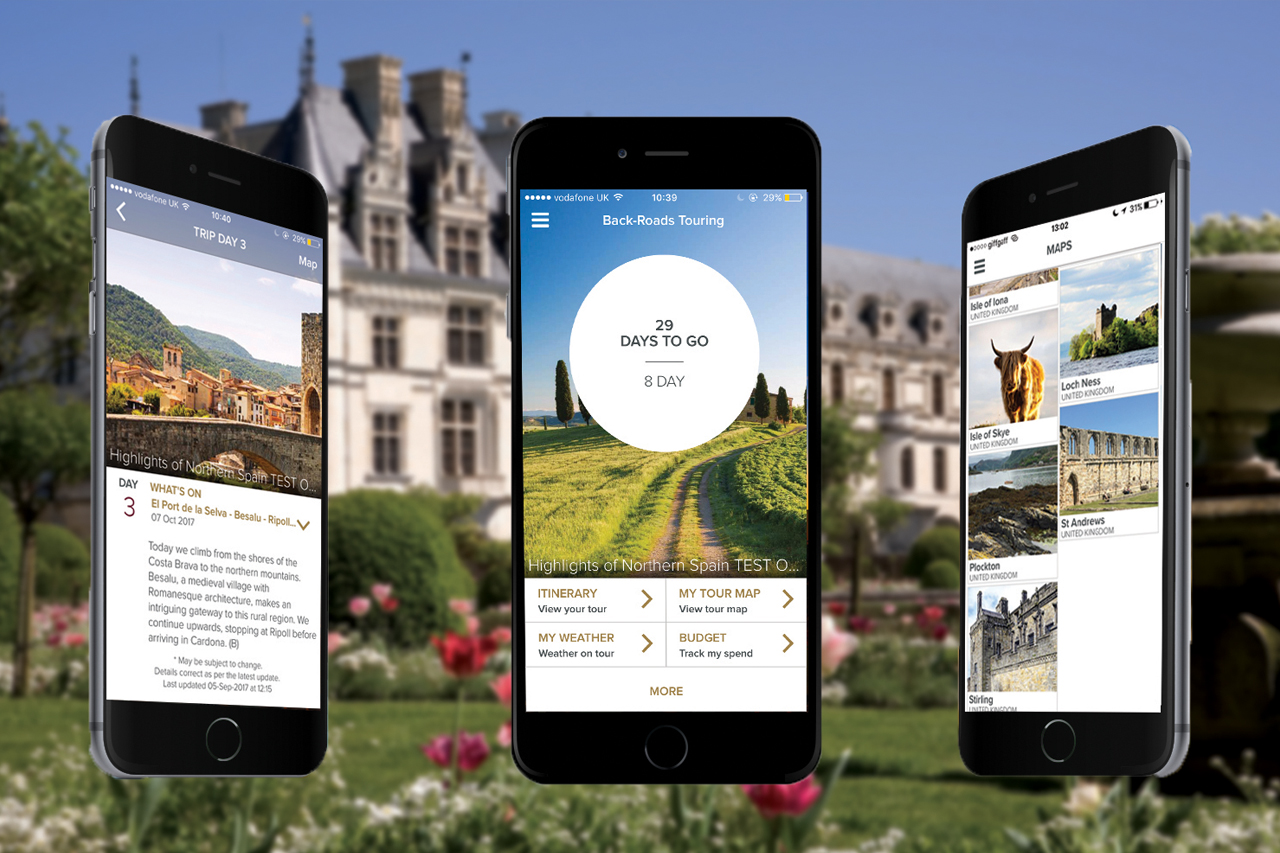 vodafone UK
10:40
29%
TRIP DAY 3
Map
Highlights of Northern Spain TEST O...
DAY
3
WHAT'S ON
El Port de la Selva - Besalu - Ripoll...
07 Oct 2017
Today we climb from the shores of the
Costa Brava to the northern mountains.
Besalu, a medieval village with
Romanesque architecture, makes an
intriguing gateway to this rural region. We
continue upwards, stopping at Ripoll before
arriving in Cardona. (B)
* May be subject to change.
Details correct as per the latest update.
Last updated 05-Sep-2017 at 12:15
vodafone UK 10:39 29%
Back-Roads Touring
29
DAYS TO GO
8 DAY
Highlights of Northern Spain TEST O...
ITINERARY
View your tour
MY TOUR MAP
View tour map
MY WEATHER
Weather on tour
BUDGET
Track my spend
MORE
giffgaff 13:02 31%
MAPS
Isle of Iona
UNITED KINGDOM
Loch Ness
UNITED KINGDOM
Isle of Skye
UNITED KINGDOM
St Andrews
UNITED KINGDOM
Plockton
UNITED KINGDOM
Stirling
UNITED KINGDOM